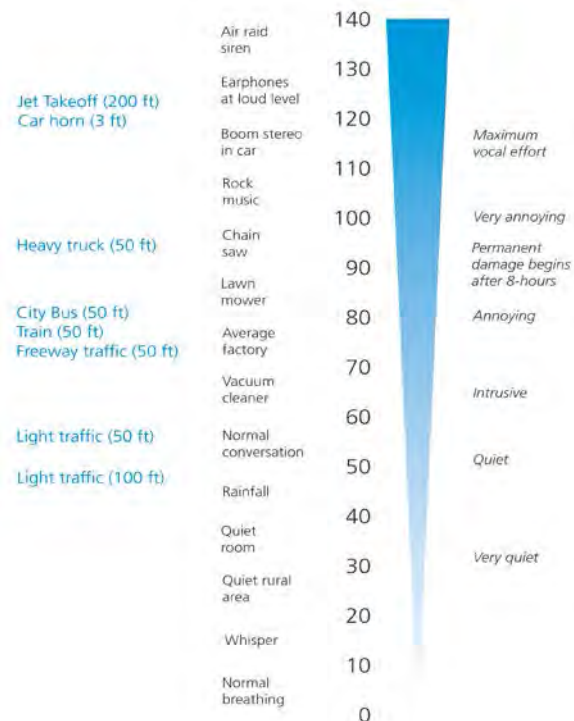 140
Air raid
siren
130
Earphones
at loud level
Jet Takeoff (200 ft)
Car horn (3 ft)
120
Boom stereo
in car
Maximum
vocal effort
110
Rock
music
100
Very annoying
Heavy truck (50 ft)
Chain
saw
Permanent
damage begins
after 8-hours
90
Lawn
mower
City Bus (50 ft)
Train (50 ft)
Freeway traffic (50 ft)
80
Annoying
Average
factory
70
Vacuum
cleaner
Intrusive
60
Light traffic (50 ft)
Normal
conversation
50
Quiet
Light traffic (100 ft)
Rainfall
40
Quiet
room
30
Very quiet
Quiet rural
area
20
Whisper
10
Normal
breathing
0